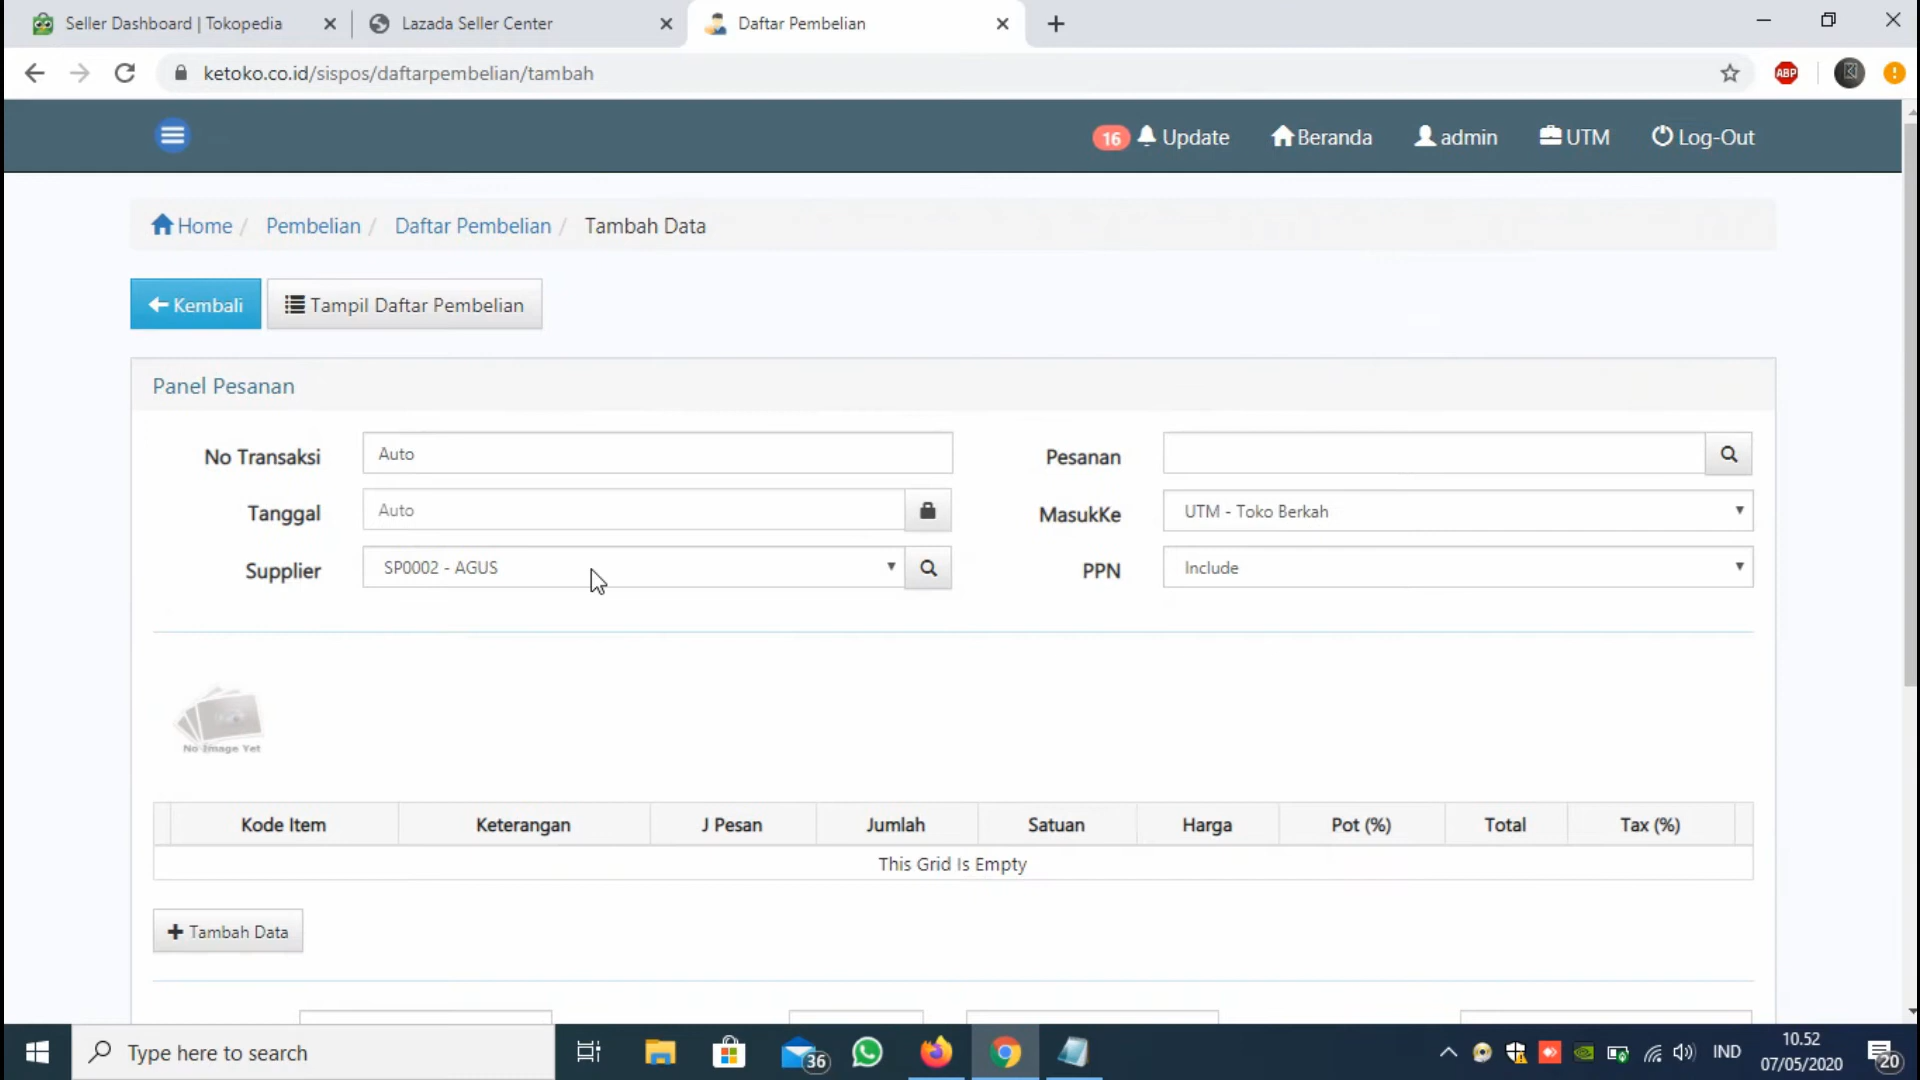 Seller Dashboard | Tokopedia
Lazada Seller Center
Daftar Pembelian
ketoko.co.id/sispos/daftarpembelian/tambah
ABP
16 Update
Beranda
admin
UTM
Log-Out
Home / Pembelian / Daftar Pembelian / Tambah Data
Kembali
Tampil Daftar Pembelian
Panel Pesanan
No Transaksi
Auto
Pesanan
Tanggal
Auto
MasukKe
UTM - Toko Berkah
Supplier
SP0002 - AGUS
PPN
Include
No Image Yet
Kode Item
Keterangan
J Pesan
Jumlah
Satuan
Harga
Pot (%)
Total
Tax (%)
This Grid Is Empty
Tambah Data
Type here to search
36
IND
10.52
07/05/2020
20